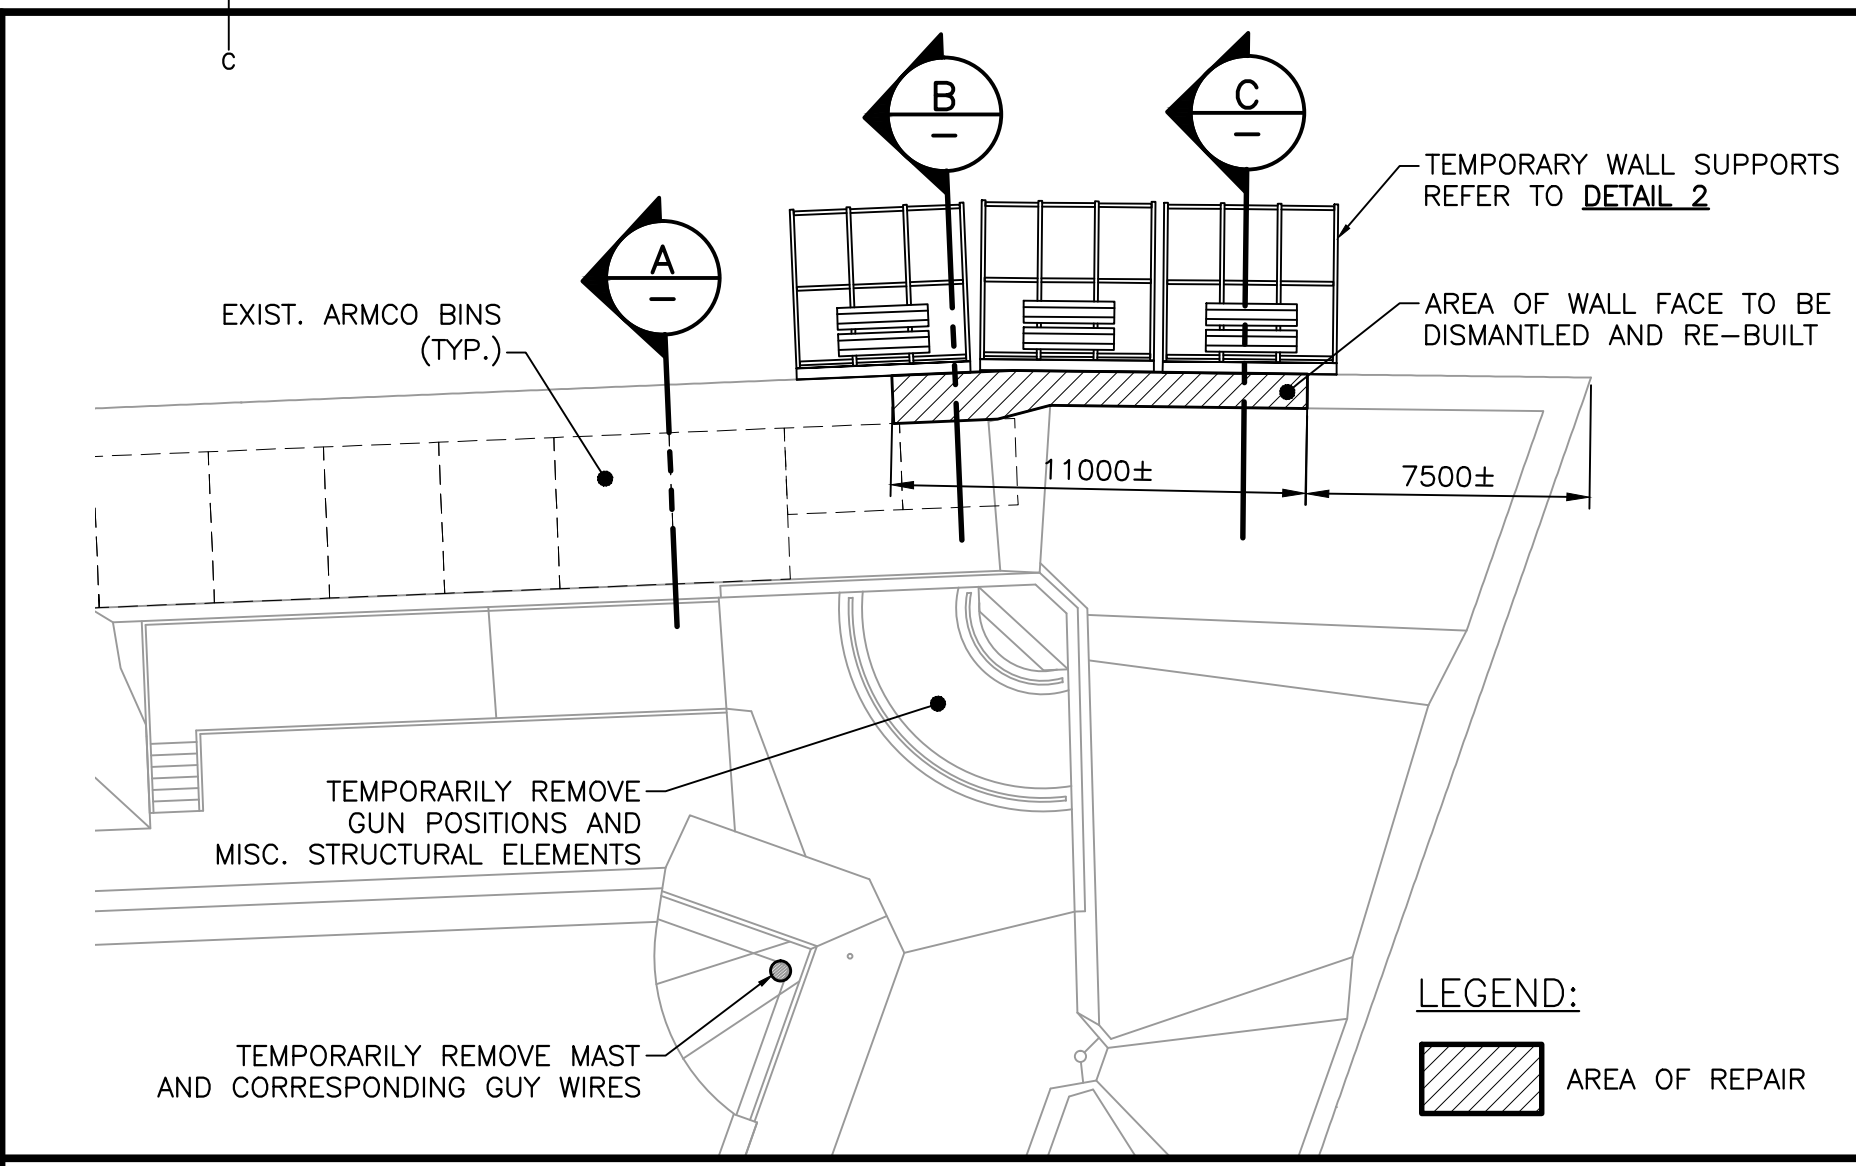 C
B
–
C
–
A
–
TEMPORARY WALL SUPPORTS
REFER TO DETAIL 2
EXIST. ARMCO BINS
(TYP.)
AREA OF WALL FACE TO BE
DISMANTLED AND RE–BUILT
11000±
7500±
TEMPORARILY REMOVE
GUN POSITIONS AND
MISC. STRUCTURAL ELEMENTS
TEMPORARILY REMOVE MAST
AND CORRESPONDING GUY WIRES
LEGEND:
AREA OF REPAIR